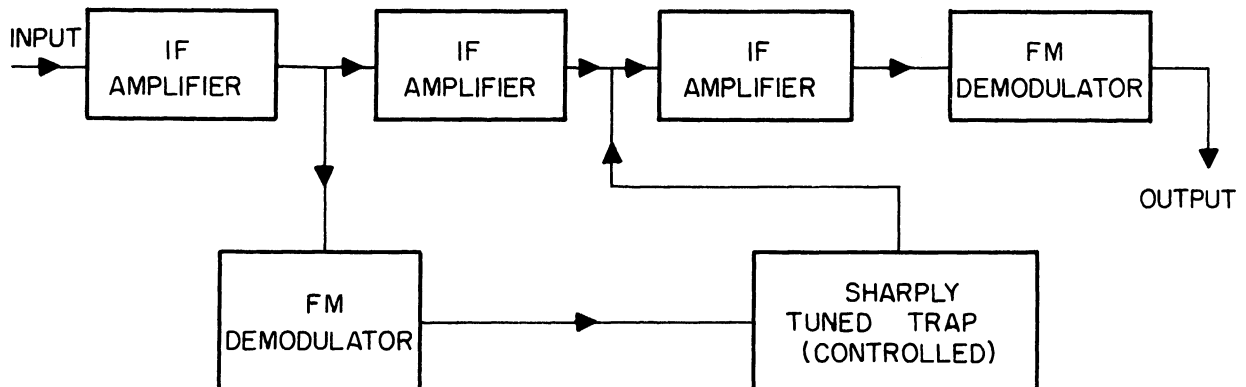 INPUT
IF
AMPLIFIER
IF
AMPLIFIER
IF
AMPLIFIER
FM
DEMODULATOR
OUTPUT
FM
DEMODULATOR
SHARPLY
TUNED TRAP
(CONTROLLED)